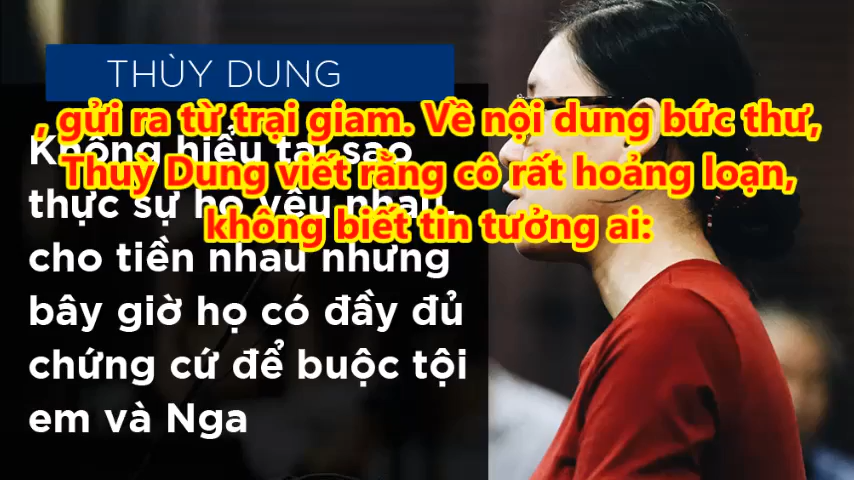 THÙY DUNG
, gửi ra từ trại giam. Về nội dung bức thư,
Thuỳ Dung viết rằng cô rất hoảng loạn,
không biết tin tưởng ai:
Không hiểu tại sao
thực sự họ yêu nhau,
cho tiền nhau nhưng
bây giờ họ có đầy đủ
chứng cứ để buộc tội
em và Nga